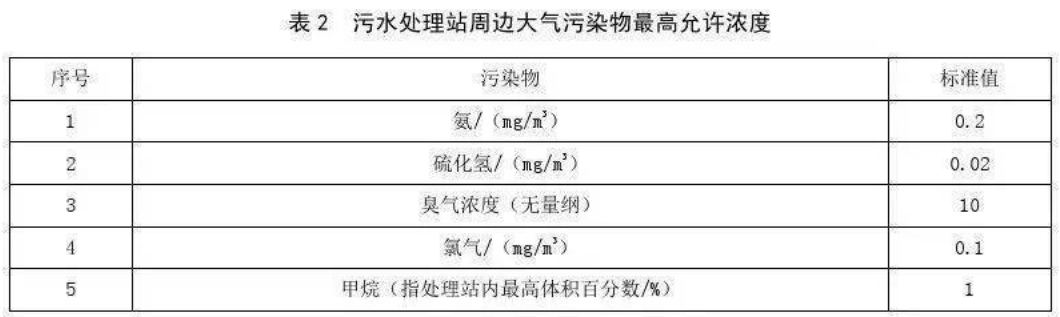 表 2 污水处理站周边大气污染物最高允许浓度
序号 污染物 标准值
1 氨/（mg/m³） 0.2
2 硫化氢/（mg/m³） 0.02
3 臭气浓度（无量纲） 10
4 氯气/（mg/m³） 0.1
5 甲烷（指处理站内最高体积百分数/%） 1